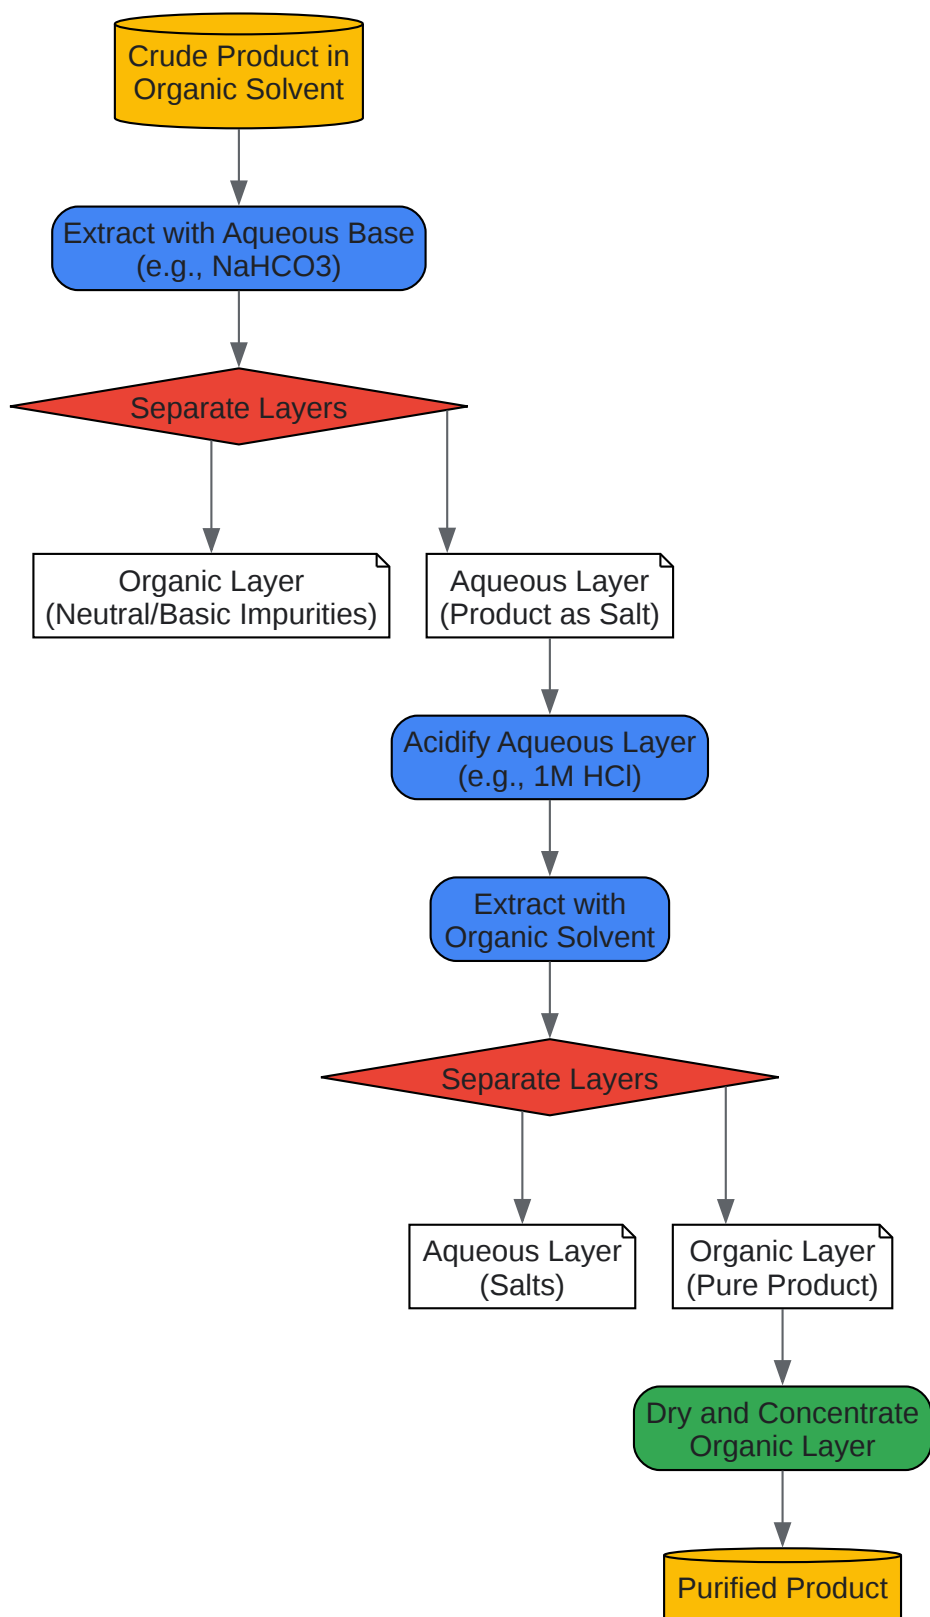 Crude Product in
Organic Solvent
Extract with Aqueous Base
(e.g., NaHCO3)
Separate Layers
Organic Layer
(Neutral/Basic Impurities)
Aqueous Layer
(Product as Salt)
Acidify Aqueous Layer
(e.g., 1M HCl)
Extract with
Organic Solvent
Separate Layers
Aqueous Layer
(Salts)
Organic Layer
(Pure Product)
Dry and Concentrate
Organic Layer
Purified Product